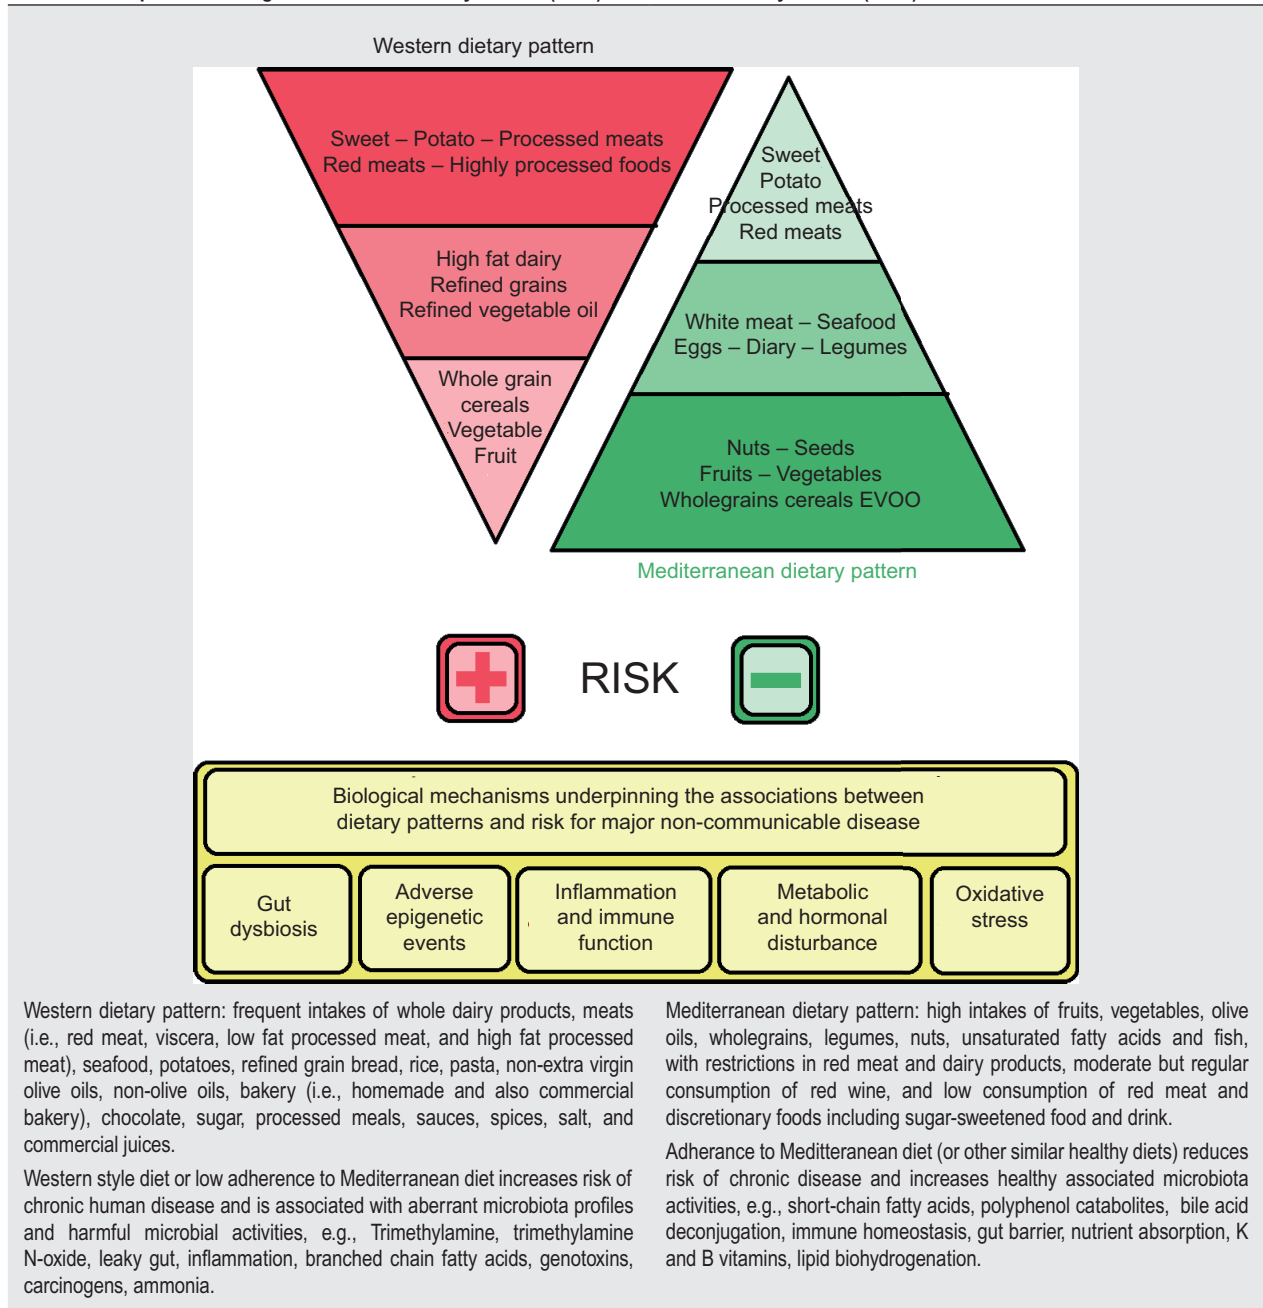 Western dietary pattern
Sweet – Potato – Processed meats
Red meats – Highly processed foods
High fat dairy
Refined grains
Refined vegetable oil
Whole grain
cereals
Vegetable
Fruit
Sweet
Potato
Processed meats
Red meats
White meat – Seafood
Eggs – Diary – Legumes
Nuts – Seeds
Fruits – Vegetables
Wholegrains cereals EVOO
Mediterranean dietary pattern
RISK
Biological mechanisms underpinning the associations between
dietary patterns and risk for major non-communicable disease
Gut
dysbiosis
Adverse
epigenetic
events
Inflammation
and immune
function
Metabolic
and hormonal
disturbance
Oxidative
stress
Western dietary pattern: frequent intakes of whole dairy products, meats
(i.e., red meat, viscera, low fat processed meat, and high fat processed
meat), seafood, potatoes, refined grain bread, rice, pasta, non-extra virgin
olive oils, non-olive oils, bakery (i.e., homemade and also commercial
bakery), chocolate, sugar, processed meals, sauces, spices, salt, and
commercial juices.
Western style diet or low adherence to Mediterranean diet increases risk of
chronic human disease and is associated with aberrant microbiota profiles
and harmful microbial activities, e.g., Trimethylamine, trimethylamine
N-oxide, leaky gut, inflammation, branched chain fatty acids, genotoxins,
carcinogens, ammonia.
Mediterranean dietary pattern: high intakes of fruits, vegetables, olive
oils, wholegrains, legumes, nuts, unsaturated fatty acids and fish,
with restrictions in red meat and dairy products, moderate but regular
consumption of red wine, and low consumption of red meat and
discretionary foods including sugar-sweetened food and drink.
Adherance to Meditteranean diet (or other similar healthy diets) reduces
risk of chronic disease and increases healthy associated microbiota
activities, e.g., short-chain fatty acids, polyphenol catabolites, bile acid
deconjugation, immune homeostasis, gut barrier, nutrient absorption, K
and B vitamins, lipid biohydrogenation.